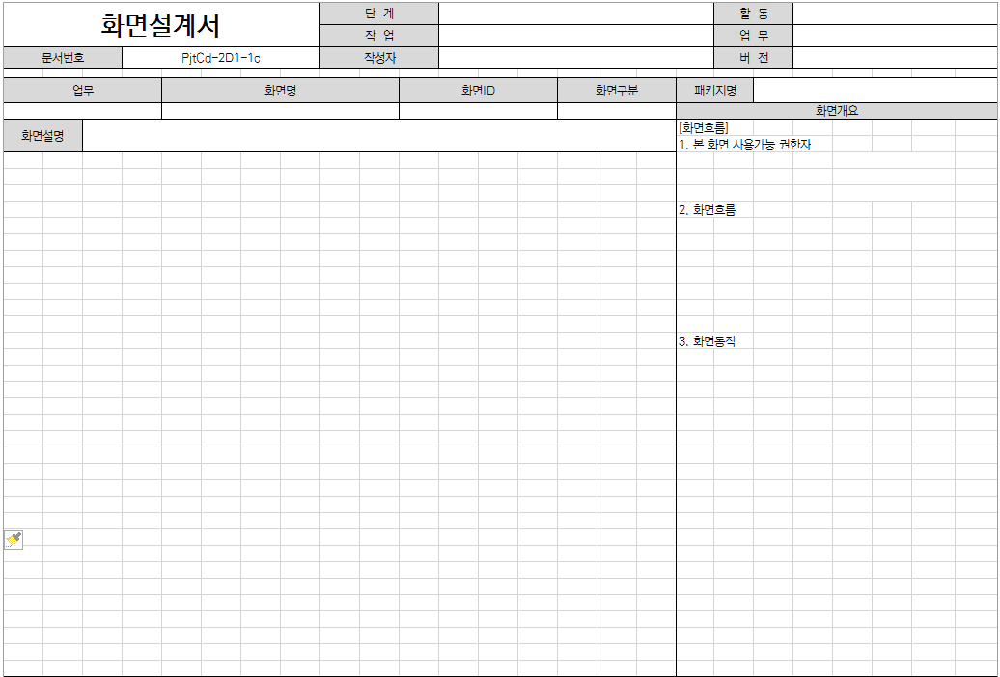 화면설계서
단 계
활 동
작 업
업 무
문서번호
PjtCd-2D1-1c
작성자
버 전
업무
화면명
화면ID
화면구분
패키지명
화면개요
화면설명
[화면흐름]
1. 본 화면 사용가능 권한자
2. 화면흐름
3. 화면동작